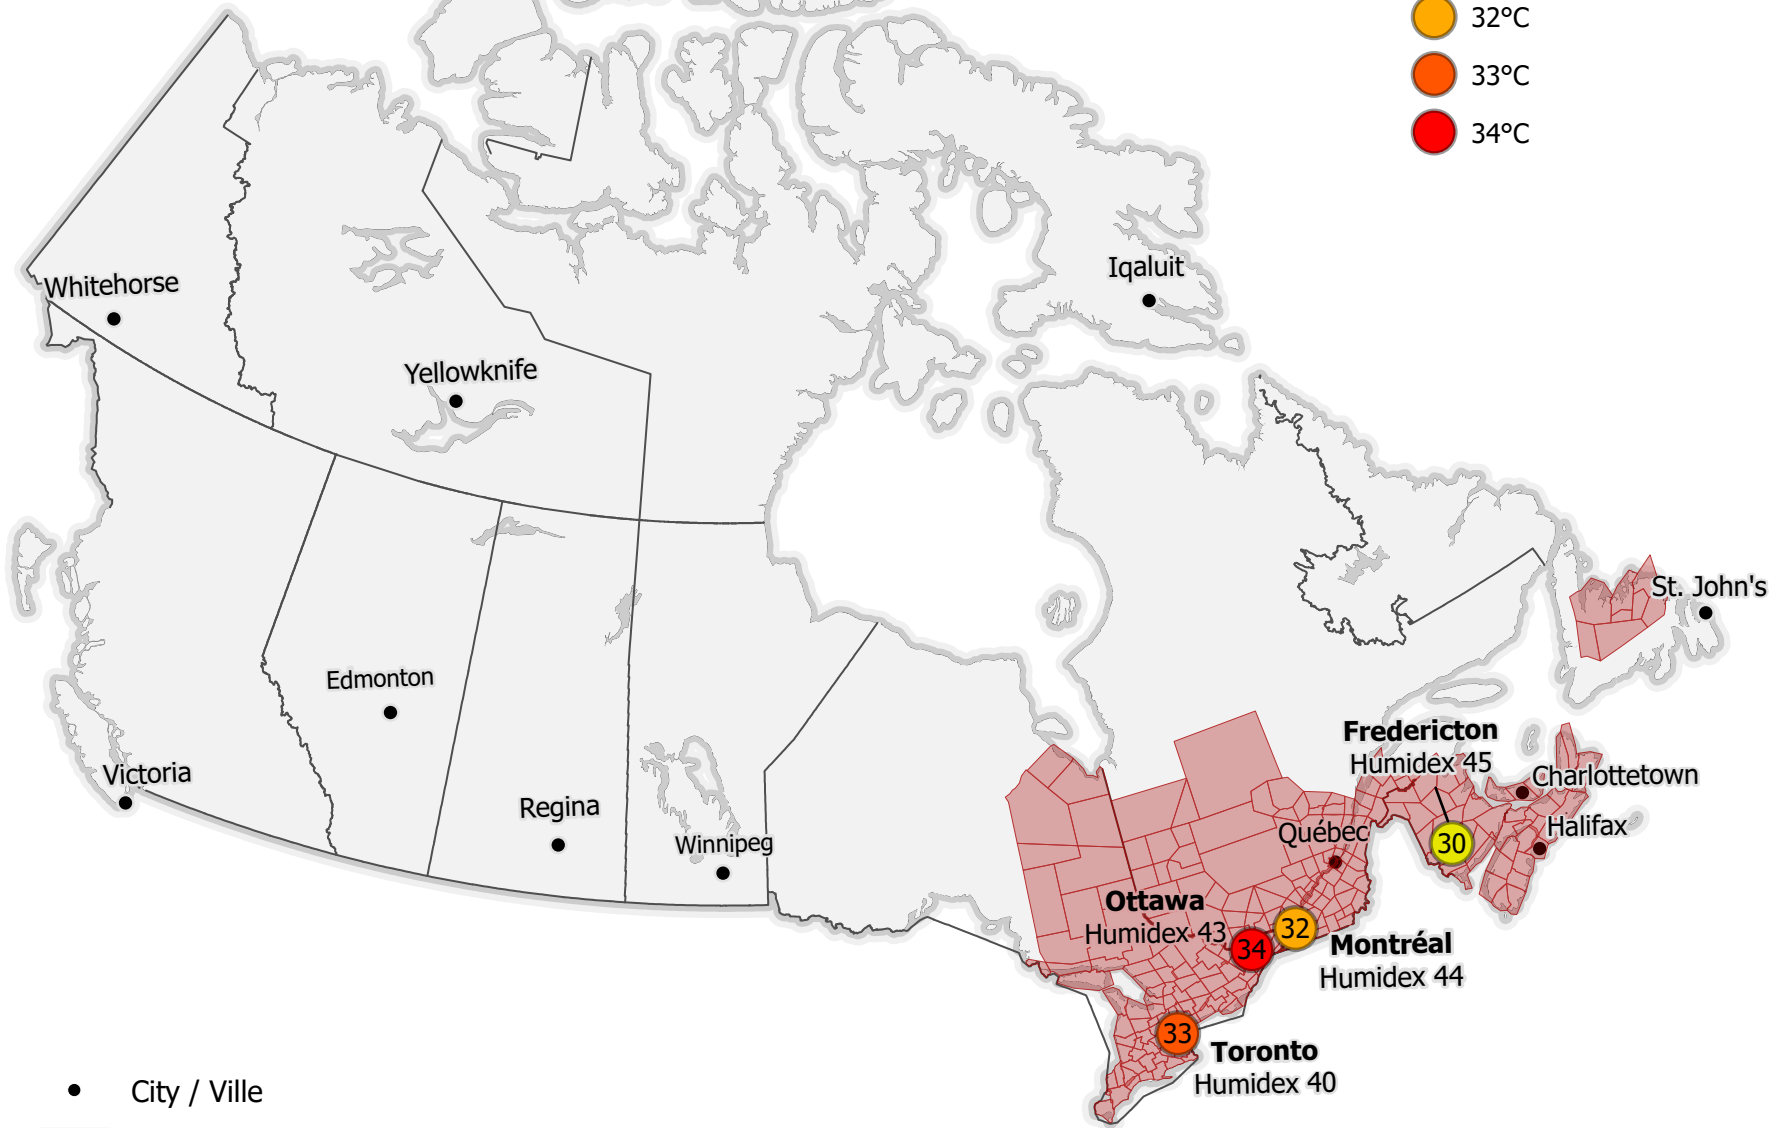 32°C
33°C
34°C
Iqaluit
Whitehorse
Yellowknife
St. John's
Edmonton
Fredericton
Humidex 45
Victoria
Charlottetown
Regina
Halifax
Québec
Winnipeg
30
Ottawa
Humidex 43
32
34
Montréal
Humidex 44
33
Toronto
Humidex 40
City / Ville